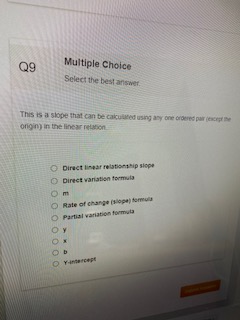 Q9
Multiple Choice
Select the best answer
This is a slope that can be calculated using any one ordered pair (except the
origin) in the linear relation.
Direct linear relationship slope
Direct variation formula
m
Rate of change (slope) formula
Partial variation formula
y
x
b
Y-intercept